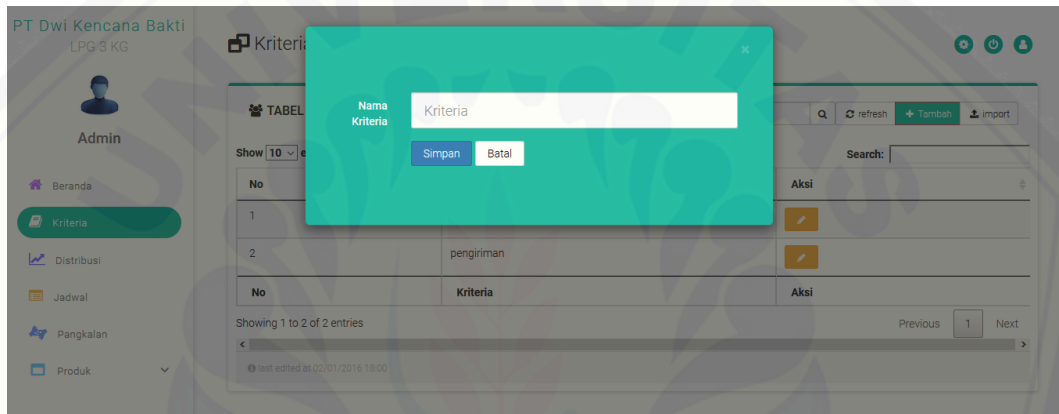 PT Dwi Kencana Bakti
LPG 3 KG
Admin
Beranda
Kriteria
Distribusi
Jadwal
Pangkalan
Produk
Kriteria
×
TABEL
Nama
Kriteria
Kriteria
Simpan Batal
refresh + Tambah import
Show 10 e
Search:
No Aksi
1
2 pengiriman
No Kriteria Aksi
Showing 1 to 2 of 2 entries
Previous 1 Next
last edited at 02/01/2016 18:00
UNIVERSITAS